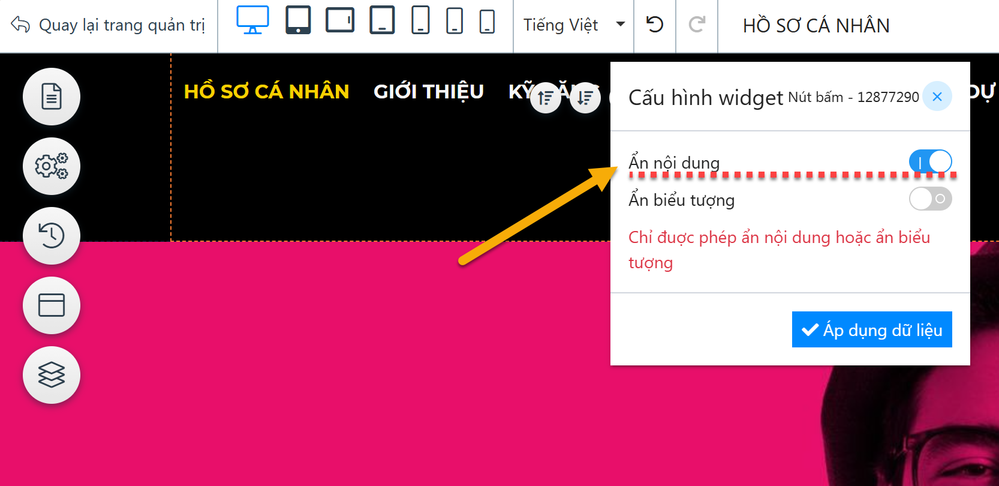 Quay lại trang quản trị
Tiếng Việt
HỒ SƠ CÁ NHÂN
HỒ SƠ CÁ NHÂN
GIỚI THIỆU
DỰ
Cấu hình widget Nút bấm - 12877290
Ẩn nội dung
Ẩn biểu tượng
Chỉ được phép ẩn nội dung hoặc ẩn biểu
tượng
Áp dụng dữ liệu